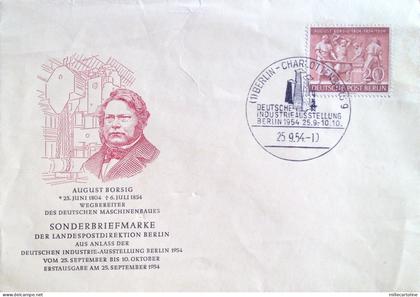 AUGUST BORSIG · 1804 · 1854 · 1954
20
DEUTSCHE POST BERLIN
(1) BERLIN - CHARLOTTENBURG 9
DEUTSCHE
INDUSTRIEAUSSTELLUNG
BERLIN 1954 25.9.-10.10.
25.9.54.-10
AUGUST BORSIG
* 23. JUNI 1804 † 6. JULI 1854
WEGBEREITER
DES DEUTSCHEN MASCHINENBAUES
SONDERBRIEFMARKE
DER LANDESPOSTDIREKTION BERLIN
AUS ANLASS DER
DEUTSCHEN INDUSTRIE-AUSSTELLUNG BERLIN 1954
VOM 25. SEPTEMBER BIS 10. OKTOBER
ERSTAUSGABE AM 25. SEPTEMBER 1954